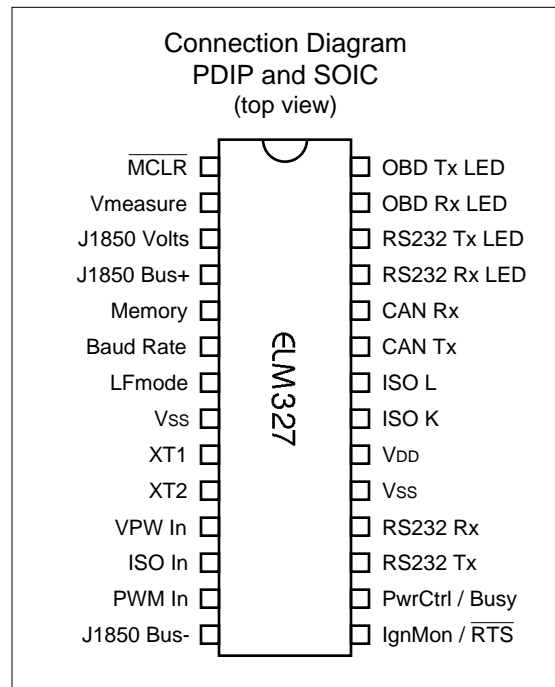 Connection Diagram
PDIP and SOIC
(top view)
MCLR OBD Tx LED
Vmeasure OBD Rx LED
J1850 Volts RS232 Tx LED
J1850 Bus+ RS232 Rx LED
Memory CAN Rx
Baud Rate CAN Tx
LFmode ISO L
VSS ISO K
XT1 VDD
XT2 VSS
VPW In RS232 Rx
ISO In RS232 Tx
PWM In PwrCtrl / Busy
J1850 Bus- IgnMon / RTS
ELM327